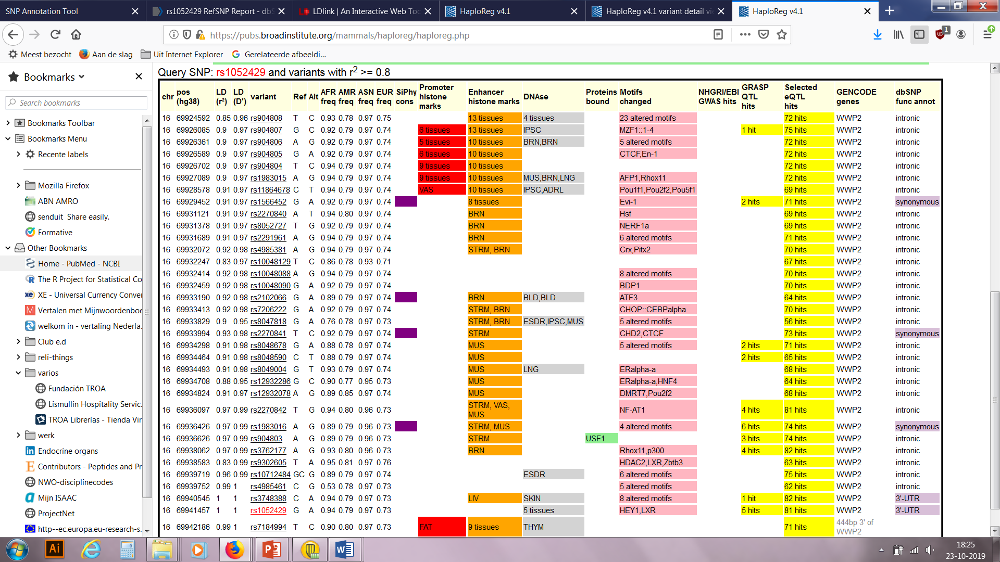 SNP Annotation Tool
rs1052429 RefSNP Report - dbS
LDlink | An Interactive Web Too
HaploReg v4.1
HaploReg v4.1 variant detail vie
HaploReg v4.1
https://pubs.broadinstitute.org/mammals/haploreg/haploreg.php
1
Meest bezocht
Aan de slag
Uit Internet Explorer
Gerelateerde afbeeldi...
Bookmarks
Search bookmarks
Bookmarks Toolbar
Bookmarks Menu
Recente labels
Mozilla Firefox
ABN AMRO
senduit Share easily.
Formative
Other Bookmarks
Home - PubMed - NCBI
The R Project for Statistical Co
XE - Universal Currency Conver
Vertalen met Mijnwoordenboe
welkom in - vertaling Nederla.
Club e.d
reli-things
varios
Fundación TROA
Lismullin Hospitality Servic.
TROA Librerías - Tienda Vir
werk
Endocrine organs
Contributors - Peptides and Pr
NWO-disciplinecodes
Mijn ISAAC
ProjectNet
http--ec.europa.eu-research-s.
Query SNP: rs1052429 and variants with r² >= 0.8
chr pos (hg38) LD (r²) LD (D') variant Ref Alt AFR freq AMR freq ASN freq EUR freq SiPhy cons Promoter histone marks Enhancer histone marks DNAse Proteins bound Motifs changed NHGRI/EBI GWAS hits GRASP QTL hits Selected eQTL hits GENCODE genes dbSNP func annot
16 69924592 0.85 0.96 rs904808 T C 0.93 0.78 0.97 0.75 13 tissues 4 tissues 23 altered motifs 72 hits WWP2 intronic
16 69926085 0.9 0.97 rs904807 G C 0.92 0.79 0.97 0.74 6 tissues 13 tissues IPSC MZF1::1-4 1 hit 75 hits WWP2 intronic
16 69926361 0.9 0.97 rs904806 A G 0.92 0.79 0.97 0.74 5 tissues 10 tissues BRN,BRN 5 altered motifs 72 hits WWP2 intronic
16 69926589 0.9 0.97 rs904805 G A 0.92 0.79 0.97 0.74 6 tissues 10 tissues CTCF,En-1 72 hits WWP2 intronic
16 69926702 0.9 0.97 rs904804 T C 0.94 0.79 0.97 0.74 9 tissues 10 tissues 72 hits WWP2 intronic
16 69927089 0.9 0.97 rs1983015 A G 0.94 0.79 0.97 0.74 9 tissues 10 tissues MUS,BRN,LNG AFP1,Rhox11 72 hits WWP2 intronic
16 69928578 0.91 0.97 rs11864678 C T 0.94 0.79 0.97 0.74 VAS 10 tissues IPSC,ADRL Pou1f1,Pou2f2,Pou5f1 69 hits WWP2 intronic
16 69929452 0.91 0.97 rs1566452 G A 0.92 0.79 0.97 0.74 8 tissues Evi-1 2 hits 71 hits WWP2 synonymous
16 69931121 0.91 0.97 rs2270840 A T 0.94 0.80 0.97 0.74 BRN Hsf 69 hits WWP2 intronic
16 69931378 0.91 0.97 rs8052727 T G 0.92 0.79 0.97 0.74 BRN NERF1a 69 hits WWP2 intronic
16 69931689 0.91 0.97 rs2291961 A G 0.94 0.79 0.97 0.74 BRN 6 altered motifs 71 hits WWP2 intronic
16 69932072 0.92 0.98 rs4985381 A G 0.94 0.79 0.97 0.74 STRM, BRN Crx,Pitx2 70 hits WWP2 intronic
16 69932247 0.83 0.97 rs10048129 T C 0.86 0.78 0.93 0.71 67 hits WWP2 intronic
16 69932414 0.92 0.98 rs10048088 A G 0.94 0.79 0.97 0.74 8 altered motifs 70 hits WWP2 intronic
16 69932459 0.92 0.98 rs10048090 G A 0.92 0.79 0.97 0.74 BDP1 70 hits WWP2 intronic
16 69933190 0.92 0.98 rs2102066 G A 0.89 0.79 0.97 0.74 BRN BLD,BLD ATF3 64 hits WWP2 intronic
16 69933413 0.92 0.98 rs7206222 G A 0.92 0.79 0.97 0.74 STRM, BRN CHOP::CEBPalpha 70 hits WWP2 intronic
16 69933829 0.9 0.95 rs8047818 G A 0.76 0.78 0.97 0.73 STRM, BRN ESDR,IPSC,MUS 5 altered motifs 56 hits WWP2 intronic
16 69933994 0.93 0.98 rs2270841 T C 0.92 0.79 0.97 0.74 STRM CHD2,CTCF 73 hits WWP2 synonymous
16 69934298 0.91 0.98 rs8048678 G A 0.88 0.78 0.97 0.74 MUS 5 altered motifs 2 hits 71 hits WWP2 intronic
16 69934464 0.91 0.98 rs8048590 C T 0.88 0.79 0.97 0.74 MUS 2 hits 65 hits WWP2 intronic
16 69934493 0.91 0.98 rs8049004 G T 0.93 0.79 0.97 0.74 MUS LNG ERalpha-a 68 hits WWP2 intronic
16 69934708 0.88 0.95 rs12932286 G C 0.90 0.77 0.95 0.73 MUS ERalpha-a,HNF4 64 hits WWP2 intronic
16 69934824 0.91 0.97 rs12932078 A G 0.89 0.85 0.97 0.74 MUS DMRT7,Pou2f2 68 hits WWP2 intronic
16 69936097 0.97 0.99 rs2270842 T G 0.94 0.80 0.96 0.73 STRM, VAS, MUS NF-AT1 4 hits 81 hits WWP2 intronic
16 69936426 0.97 0.99 rs1983016 A G 0.89 0.79 0.96 0.73 STRM, MUS 4 altered motifs 6 hits 74 hits WWP2 synonymous
16 69936626 0.97 0.99 rs904803 A G 0.89 0.79 0.96 0.73 STRM USF1 3 hits 74 hits WWP2 intronic
16 69938062 0.97 0.99 rs3762177 A G 0.93 0.80 0.96 0.73 BRN Rhox11,p300 4 hits 82 hits WWP2 intronic
16 69938583 0.83 0.99 rs9302605 T A 0.95 0.81 0.97 0.76 HDAC2,LXR,Zbtb3 63 hits WWP2 intronic
16 69939719 0.96 0.99 rs10712484 GC G 0.89 0.79 0.97 0.74 ESDR 6 altered motifs 75 hits WWP2 intronic
16 69939752 0.99 1 rs4985461 C G 0.53 0.78 0.97 0.73 5 altered motifs 62 hits WWP2 intronic
16 69940545 1 1 rs3748388 C A 0.94 0.79 0.97 0.73 LIV SKIN 8 altered motifs 1 hit 82 hits WWP2 3'-UTR
16 69941457 1 1 rs1052429 G A 0.94 0.79 0.97 0.73 5 tissues HEY1,LXR 5 hits 81 hits WWP2 3'-UTR
16 69942186 0.99 1 rs7184994 T C 0.90 0.80 0.97 0.73 FAT 9 tissues THYM 71 hits 444bp 3' of WWP2
18:25
23-10-2019